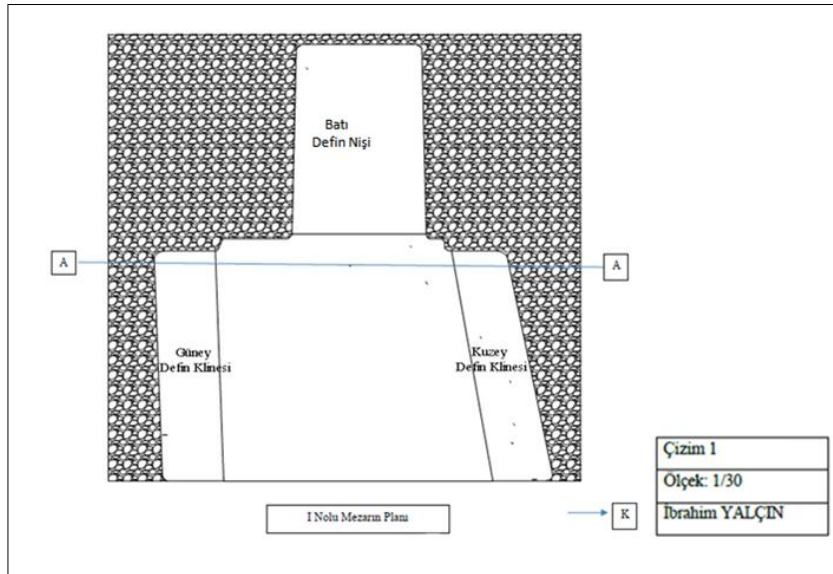 Batı
Defin Nişi
A
A
Güney
Defin Klinesi
Kuzey
Defin Klinesi
I Nolu Mezarın Planı
K
Çizim 1
Ölçek: 1/30
İbrahim YALÇIN